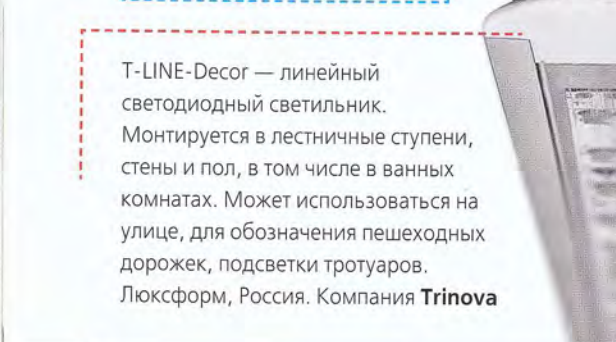 T-LINE-Decor — линейный
светодиодный светильник.
Монтируется в лестничные ступени,
стены и пол, в том числе в ванных
комнатах. Может использоваться на
улице, для обозначения пешеходных
дорожек, подсветки тротуаров.
Люксформ, Россия. Компания Trinova